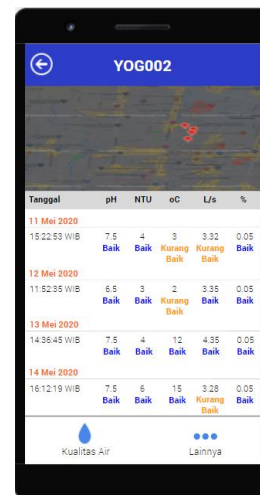 YOG002
Tanggal pH NTU oC L/s %
11 Mei 2020
15:22:53 WIB 7.5 4 3 3.32 0.05
Baik Baik Kurang Kurang Baik
Baik Baik
12 Mei 2020
11:52:35 WIB 6.5 3 2 3.35 0.05
Baik Baik Kurang Baik Baik
Baik
13 Mei 2020
14:36:45 WIB 7.5 4 12 4.35 0.05
Baik Baik Baik Baik Baik
14 Mei 2020
16:12:19 WIB 7.5 6 15 3.28 0.05
Baik Baik Baik Kurang Baik
Baik
Kualitas Air Lainnya